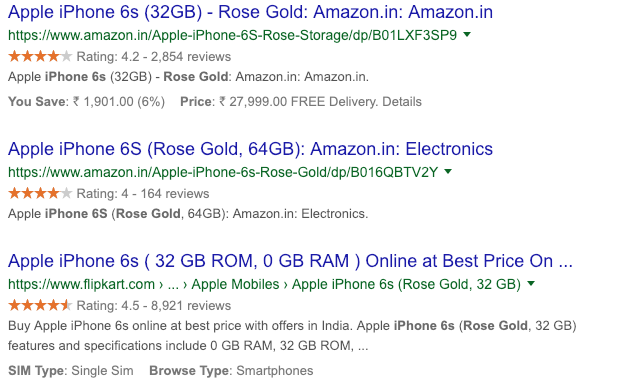 Apple iPhone 6s (32GB) - Rose Gold: Amazon.in: Amazon.in
https://www.amazon.in/Apple-iPhone-6S-Rose-Storage/dp/B01LXF3SP9
Rating: 4.2 - 2,854 reviews
Apple iPhone 6s (32GB) - Rose Gold: Amazon.in: Amazon.in.
You Save: ₹ 1,901.00 (6%) Price: ₹ 27,999.00 FREE Delivery. Details
Apple iPhone 6S (Rose Gold, 64GB): Amazon.in: Electronics
https://www.amazon.in/Apple-iPhone-6s-Rose-Gold/dp/B016QBTV2Y
Rating: 4 - 164 reviews
Apple iPhone 6S (Rose Gold, 64GB): Amazon.in: Electronics.
Apple iPhone 6s ( 32 GB ROM, 0 GB RAM ) Online at Best Price On ...
https://www.flipkart.com › ... › Apple Mobiles › Apple iPhone 6s (Rose Gold, 32 GB)
Rating: 4.5 - 8,921 reviews
Buy Apple iPhone 6s online at best price with offers in India. Apple iPhone 6s (Rose Gold, 32 GB)
features and specifications include 0 GB RAM, 32 GB ROM, ...
SIM Type: Single Sim Browse Type: Smartphones